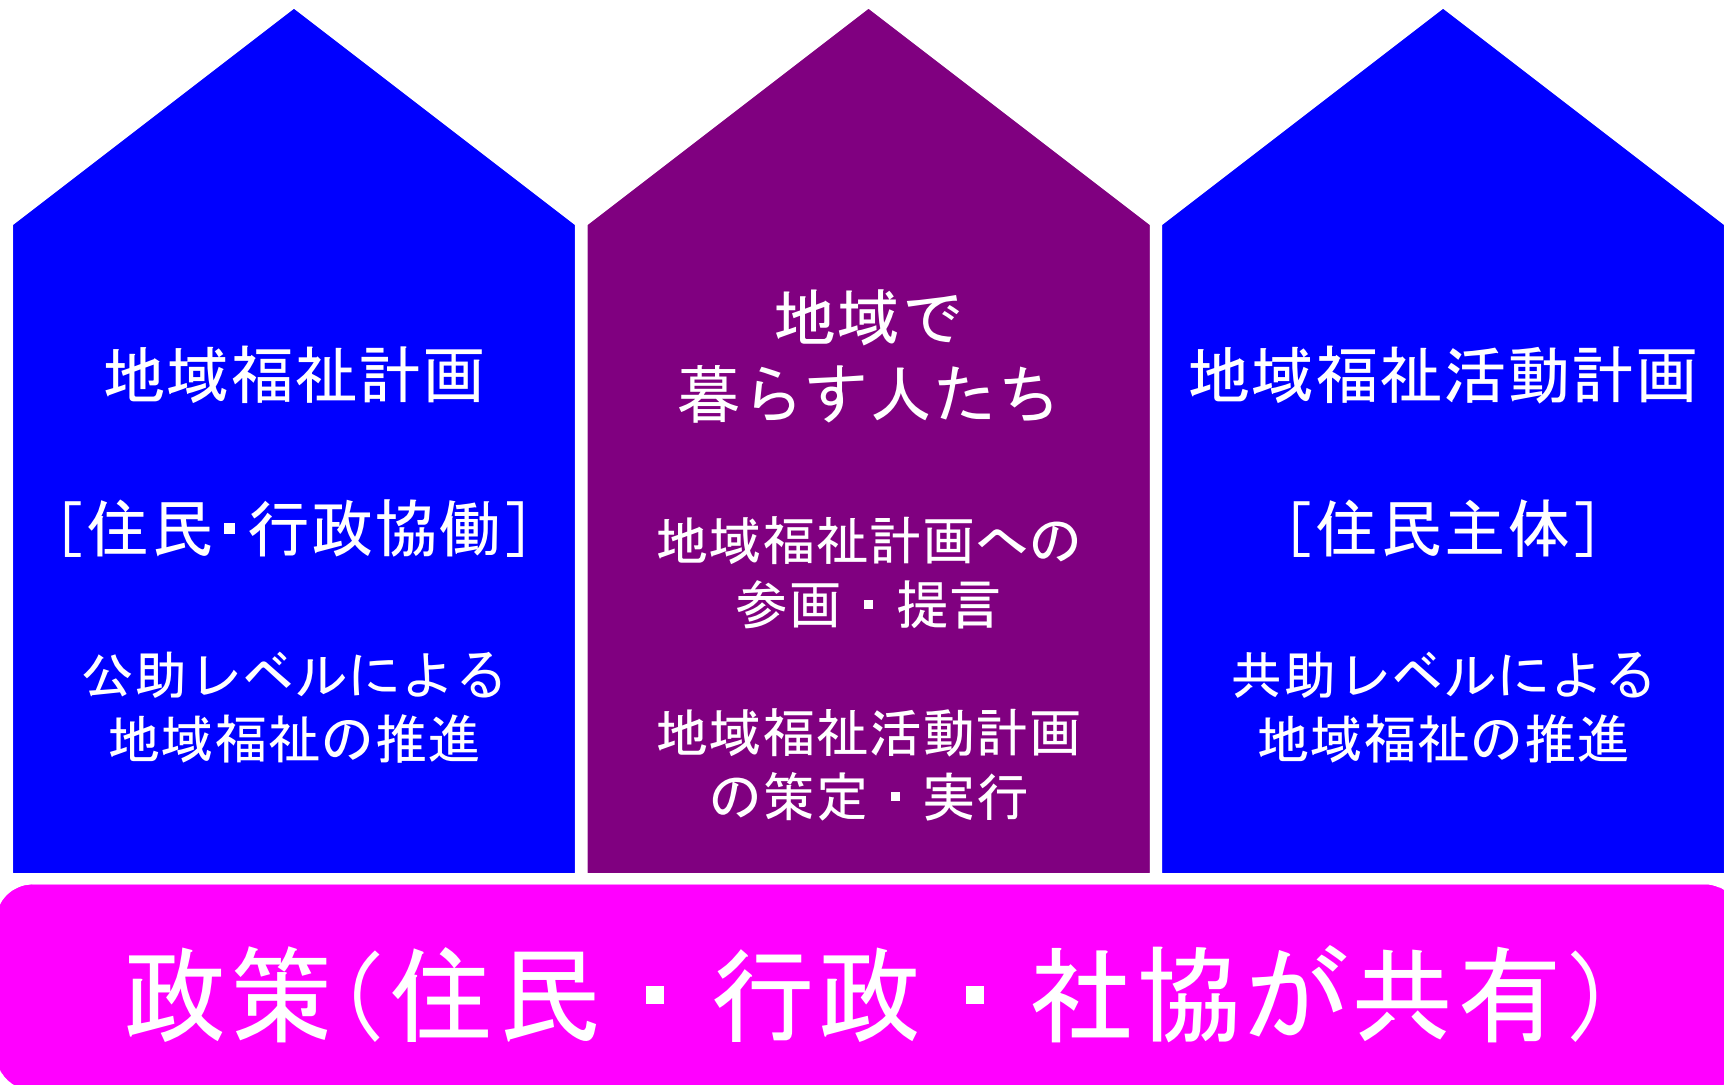 地域福祉計画
[住民・行政協働]
公助レベルによる
地域福祉の推進
地域で
暮らす人たち
地域福祉計画への
参画・提言
地域福祉活動計画
の策定・実行
地域福祉活動計画
[住民主体]
共助レベルによる
地域福祉の推進
政策(住民・行政・社協が共有)